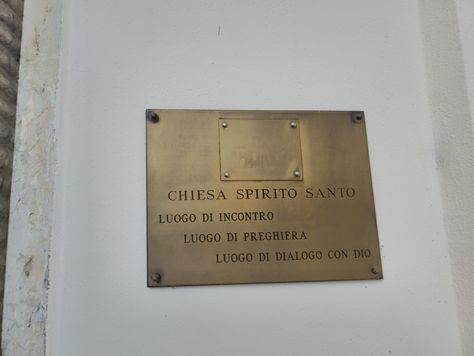 CHIESA SPIRITO SANTO
LUOGO DI INCONTRO
LUOGO DI PREGHIERA
LUOGO DI DIALOGO CON DIO